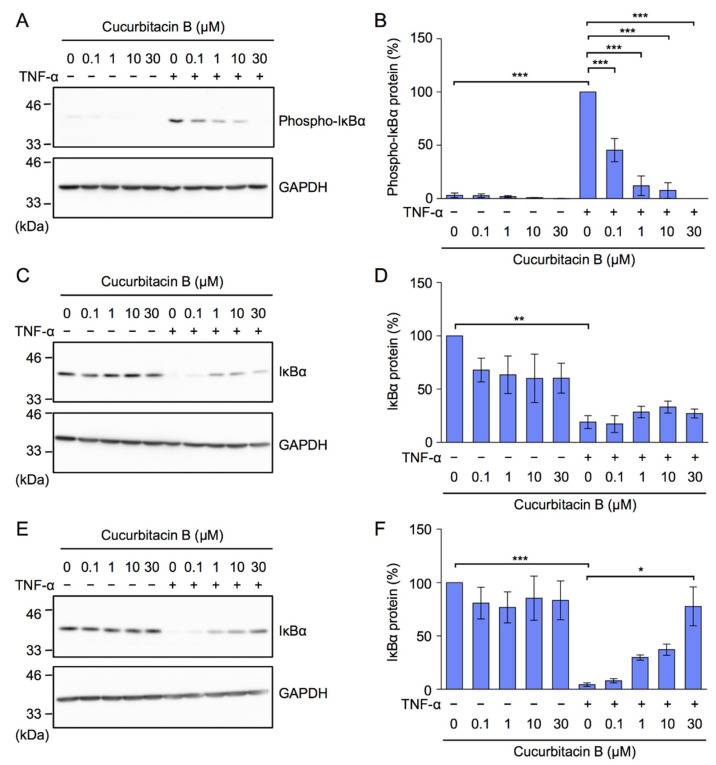 A
Cucurbitacin B (μM)
0 0.1 1 10 30 0 0.1 1 10 30
TNF-α – – – – – + + + + +
46
Phospho-IκBα
33
46
GAPDH
33
(kDa)
B
Phospho-IκBα protein (%)
150
100
50
0
***
***
***
***
***
TNF-α – – – – – + + + + +
0 0.1 1 10 30 0 0.1 1 10 30
Cucurbitacin B (μM)
C
Cucurbitacin B (μM)
0 0.1 1 10 30 0 0.1 1 10 30
TNF-α – – – – – + + + + +
46
IκBα
33
46
GAPDH
33
(kDa)
D
IκBα protein (%)
150
100
50
0
**
TNF-α – – – – – + + + + +
0 0.1 1 10 30 0 0.1 1 10 30
Cucurbitacin B (μM)
E
Cucurbitacin B (μM)
0 0.1 1 10 30 0 0.1 1 10 30
TNF-α – – – – – + + + + +
46
IκBα
33
46
GAPDH
33
(kDa)
F
IκBα protein (%)
150
100
50
0
***
*
TNF-α – – – – – + + + + +
0 0.1 1 10 30 0 0.1 1 10 30
Cucurbitacin B (μM)